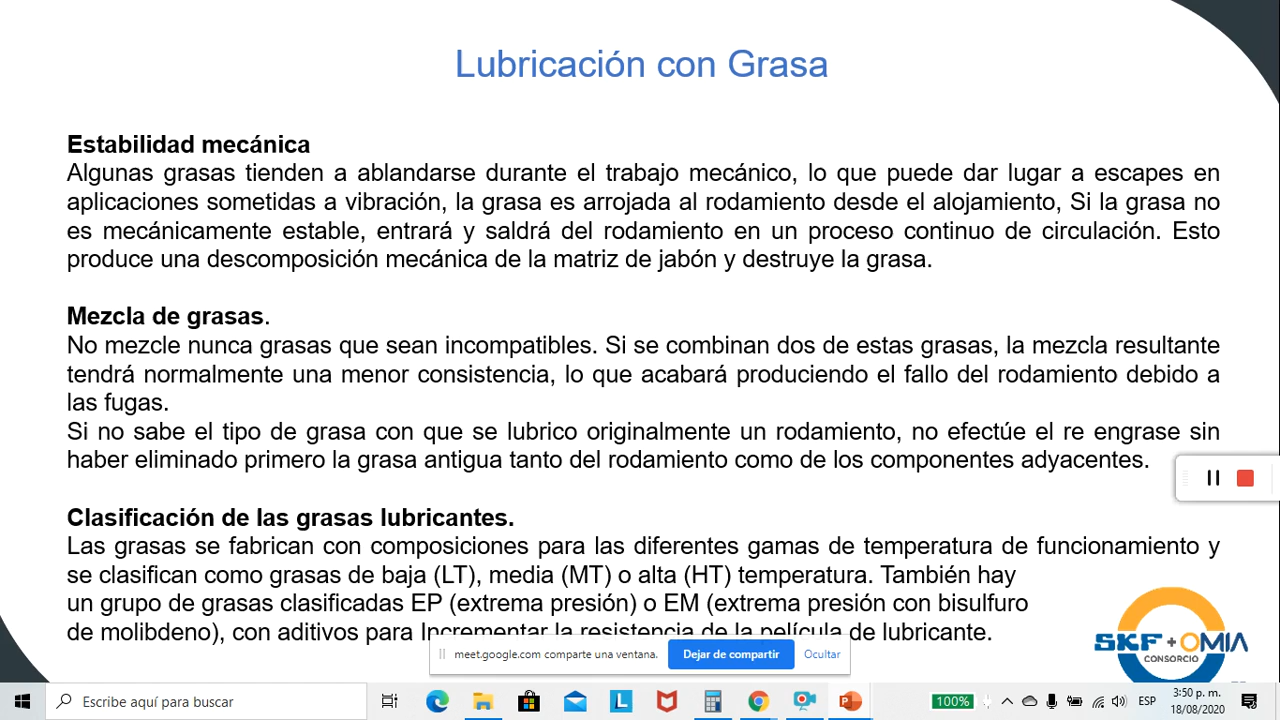 Lubricación con Grasa
Estabilidad mecánica
Algunas grasas tienden a ablandarse durante el trabajo mecánico, lo que puede dar lugar a escapes en
aplicaciones sometidas a vibración, la grasa es arrojada al rodamiento desde el alojamiento, Si la grasa no
es mecánicamente estable, entrará y saldrá del rodamiento en un proceso continuo de circulación. Esto
produce una descomposición mecánica de la matriz de jabón y destruye la grasa.
Mezcla de grasas.
No mezcle nunca grasas que sean incompatibles. Si se combinan dos de estas grasas, la mezcla resultante
tendrá normalmente una menor consistencia, lo que acabará produciendo el fallo del rodamiento debido a
las fugas.
Si no sabe el tipo de grasa con que se lubrico originalmente un rodamiento, no efectúe el re engrase sin
haber eliminado primero la grasa antigua tanto del rodamiento como de los componentes adyacentes.
Clasificación de las grasas lubricantes.
Las grasas se fabrican con composiciones para las diferentes gamas de temperatura de funcionamiento y
se clasifican como grasas de baja (LT), media (MT) o alta (HT) temperatura. También hay
un grupo de grasas clasificadas EP (extrema presión) o EM (extrema presión con bisulfuro
de molibdeno), con aditivos para Incrementar la resistencia de la película de lubricante.
SKF + OMIA
CONSORCIO
meet.google.com comparte una ventana.
Dejar de compartir
Ocultar
Escribe aquí para buscar
L
100%
ESP
3:50 p. m.
18/08/2020